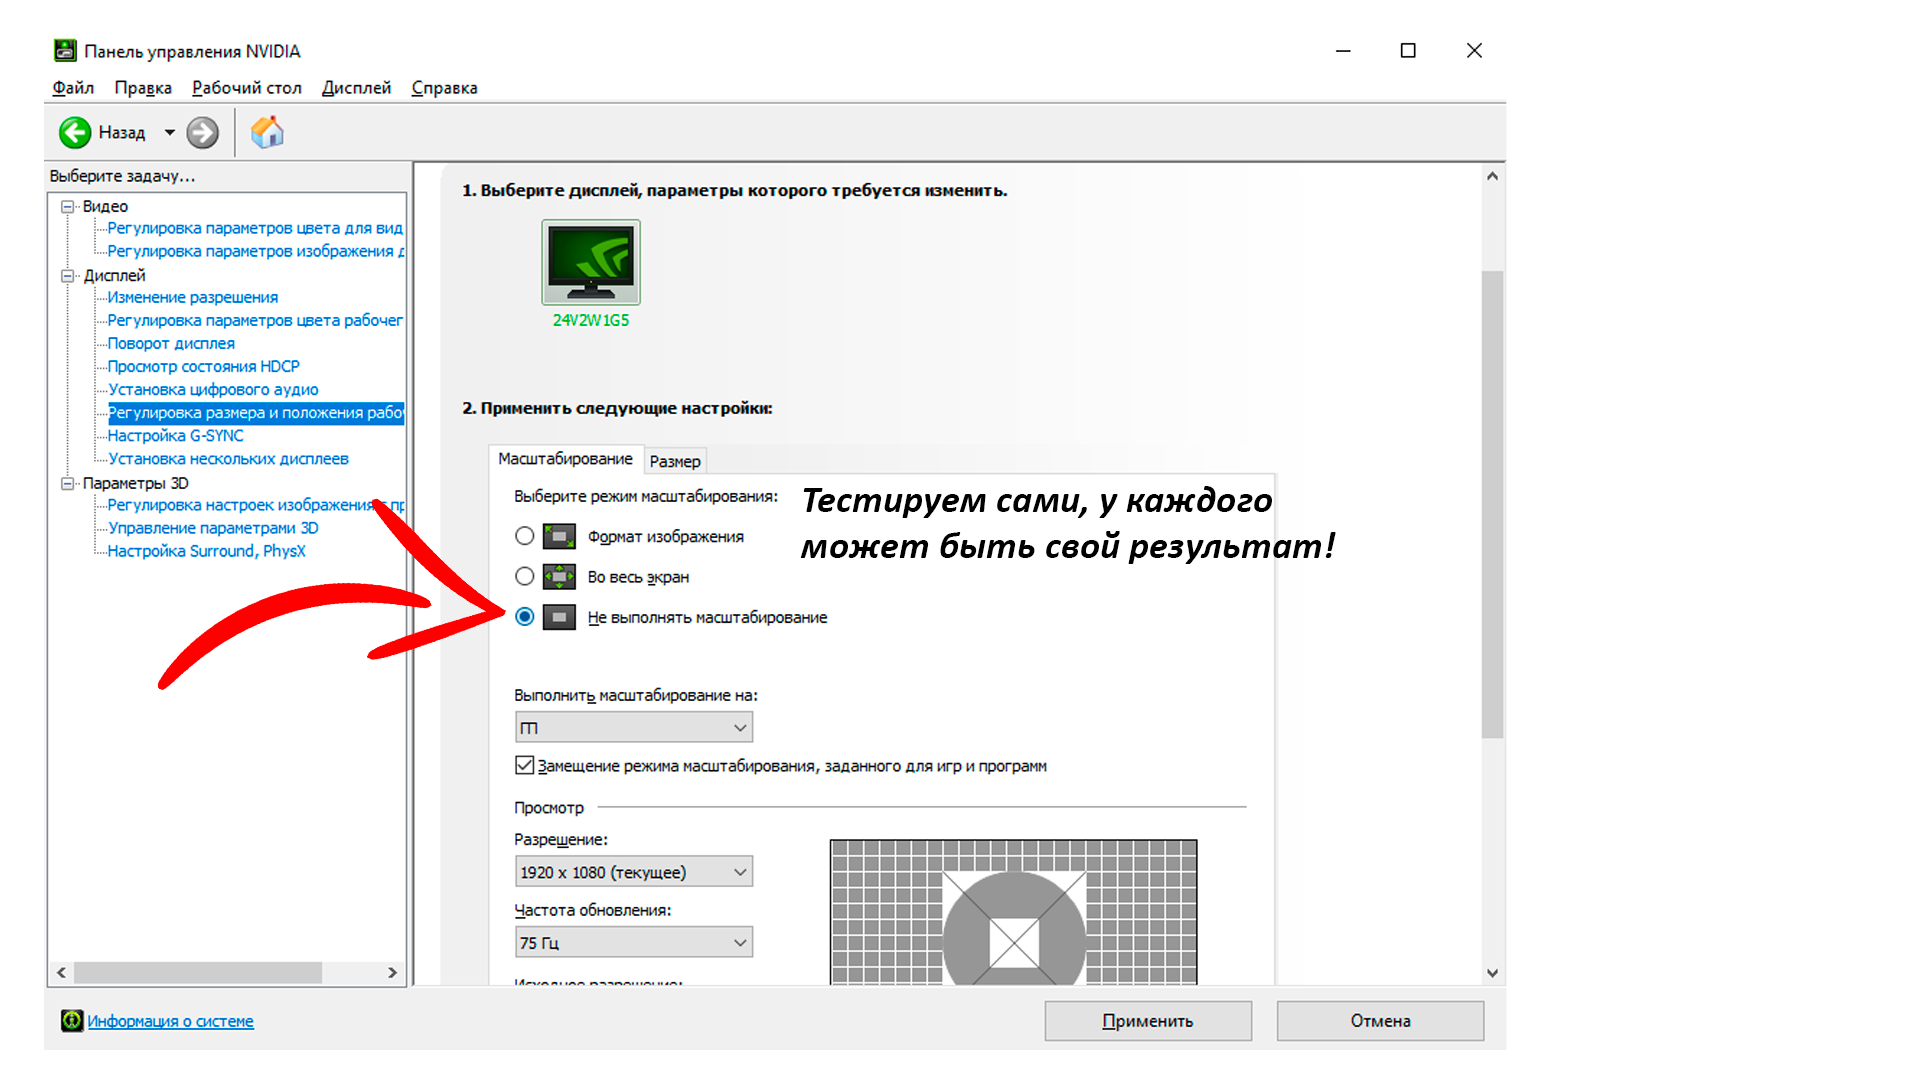 Панель управления NVIDIA
Файл Правка Рабочий стол Дисплей Справка
Назад
Выберите задачу...
Видео
Регулировка параметров цвета для вид
Регулировка параметров изображения д
Дисплей
Изменение разрешения
Регулировка параметров цвета рабочег
Поворот дисплея
Просмотр состояния HDCP
Установка цифрового аудио
Регулировка размера и положения рабо
Настройка G-SYNC
Установка нескольких дисплеев
Параметры 3D
Регулировка настроек изображения пр
Управление параметрами 3D
Настройка Surround, PhysX
1. Выберите дисплей, параметры которого требуется изменить.
24V2W1G5
2. Применить следующие настройки:
Масштабирование Размер
Выберите режим масштабирования:
Тестируем сами, у каждого
может быть свой результат!
Формат изображения
Во весь экран
Не выполнять масштабирование
Выполнить масштабирование на:
ГП
Замещение режима масштабирования, заданного для игр и программ
Просмотр
Разрешение:
1920 x 1080 (текущее)
Частота обновления:
75 Гц
Исходное разрешение:
Информация о системе
Применить Отмена